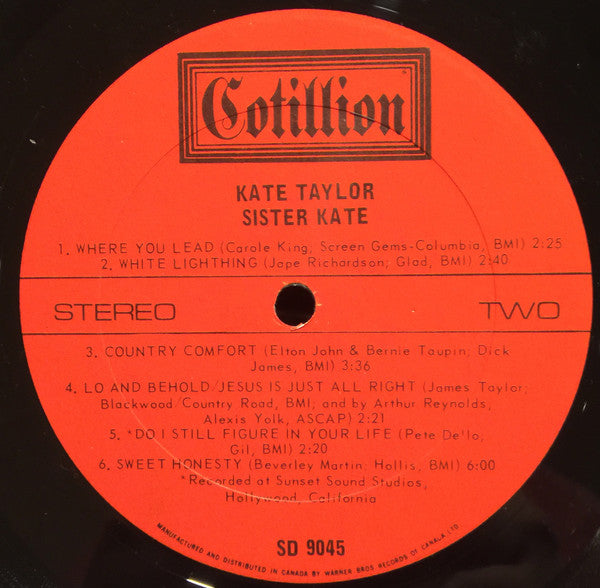 Cotillion
KATE TAYLOR
SISTER KATE
1. WHERE YOU LEAD (Carole King; Screen Gems-Columbia, BMI) 2:25
2. WHITE LIGHTHING (Jape Richardson; Glad, BMI) 2:40
STEREO TWO
3. COUNTRY COMFORT (Elton John & Bernie Taupin; Dick
James, BMI) 3:36
4. LO AND BEHOLD/JESUS IS JUST ALL RIGHT (James Taylor;
Blackwood/Country Road, BMI; and by Arthur Reynolds,
Alexis Yolk, ASCAP) 2:21
5. *DO I STILL FIGURE IN YOUR LIFE (Pete Dello,
Gil, BMI) 2:20
6. SWEET HONESTY (Beverley Martin; Hollis, BMI) 6:00
*Recorded at Sunset Sound Studios,
Hollywood, California
SD 9045
MANUFACTURED AND DISTRIBUTED IN CANADA BY WARNER BROS RECORDS OF CANADA, LTD.